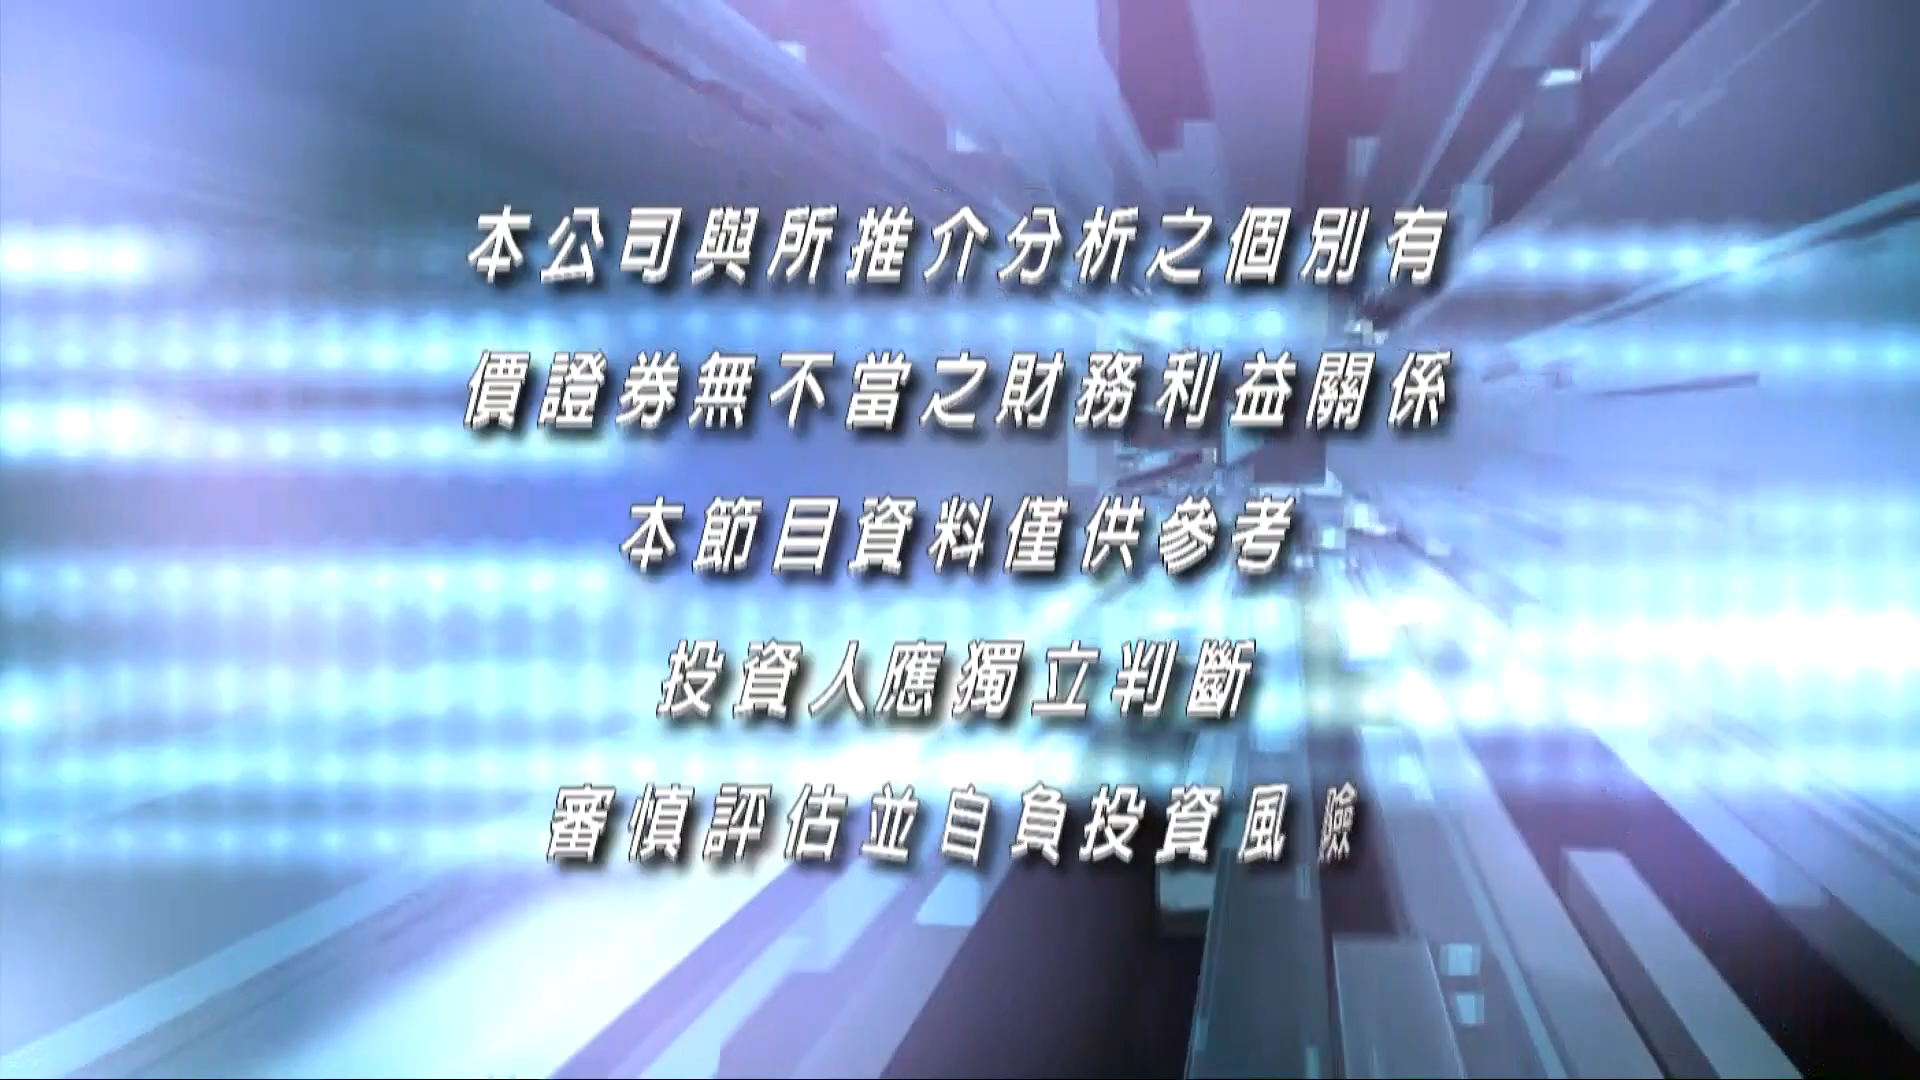 本公司與所推介分析之個別有
價證券無不當之財務利益關係
本節目資料僅供參考
投資人應獨立判斷
審慎評估並自負投資風險